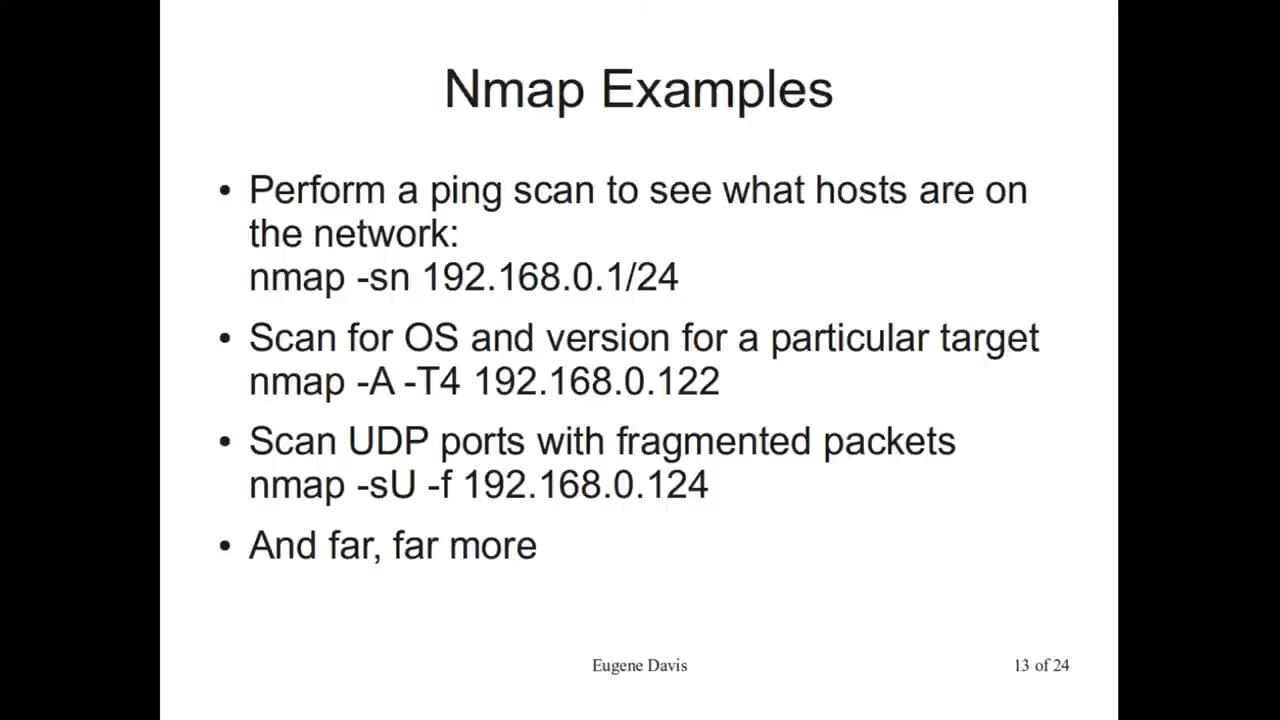 Nmap Examples
• Perform a ping scan to see what hosts are on
the network:
nmap -sn 192.168.0.1/24
• Scan for OS and version for a particular target
nmap -A -T4 192.168.0.122
• Scan UDP ports with fragmented packets
nmap -sU -f 192.168.0.124
• And far, far more
Eugene Davis
13 of 24